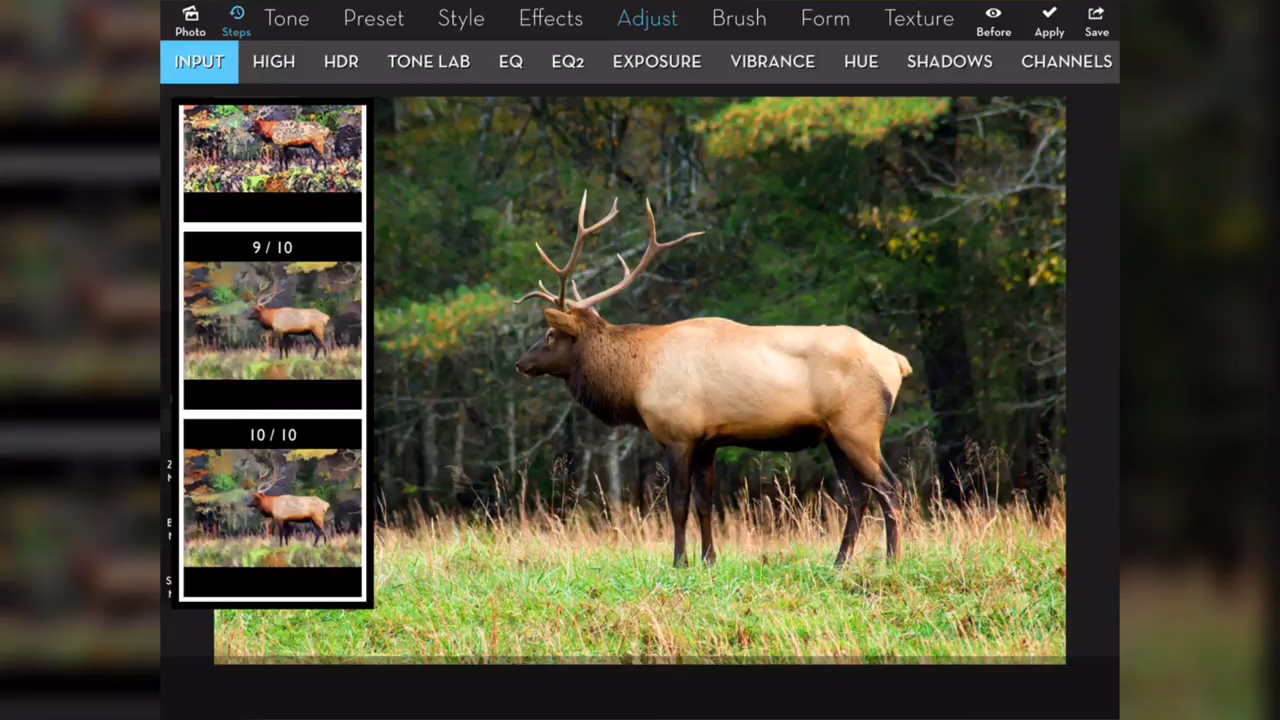 Photo Steps Tone Preset Style Effects Adjust Brush Form Texture Before Apply Save
INPUT HIGH HDR TONE LAB EQ EQ2 EXPOSURE VIBRANCE HUE SHADOWS CHANNELS
9 / 10
10 / 10